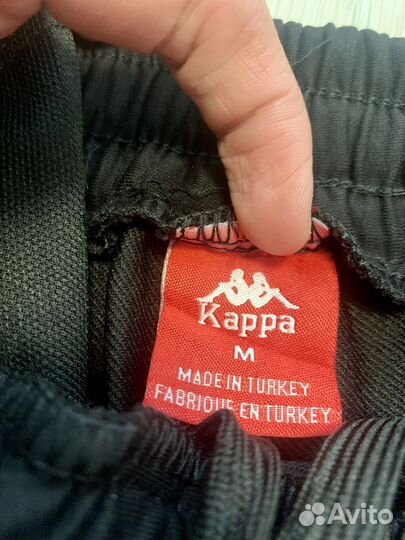 Kappa
M
MADE IN TURKEY
FABRIQUE EN TURKEY
Avito